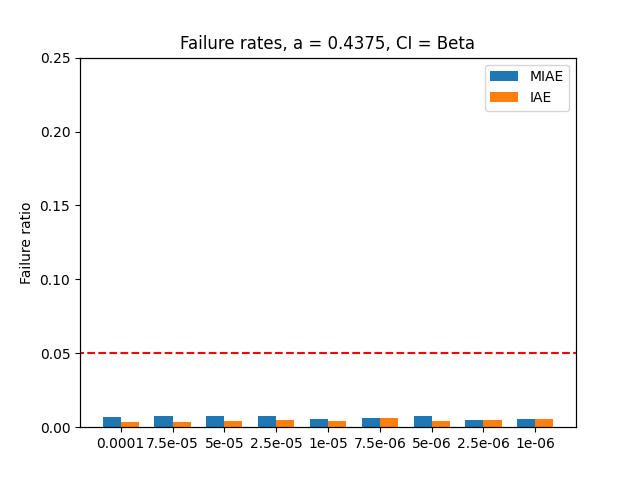 Failure rates, a = 0.4375, CI = Beta
MIAE
IAE
Failure ratio
0.25
0.20
0.15
0.10
0.05
0.00
0.0001 7.5e-05 5e-05 2.5e-05 1e-05 7.5e-06 5e-06 2.5e-06 1e-06